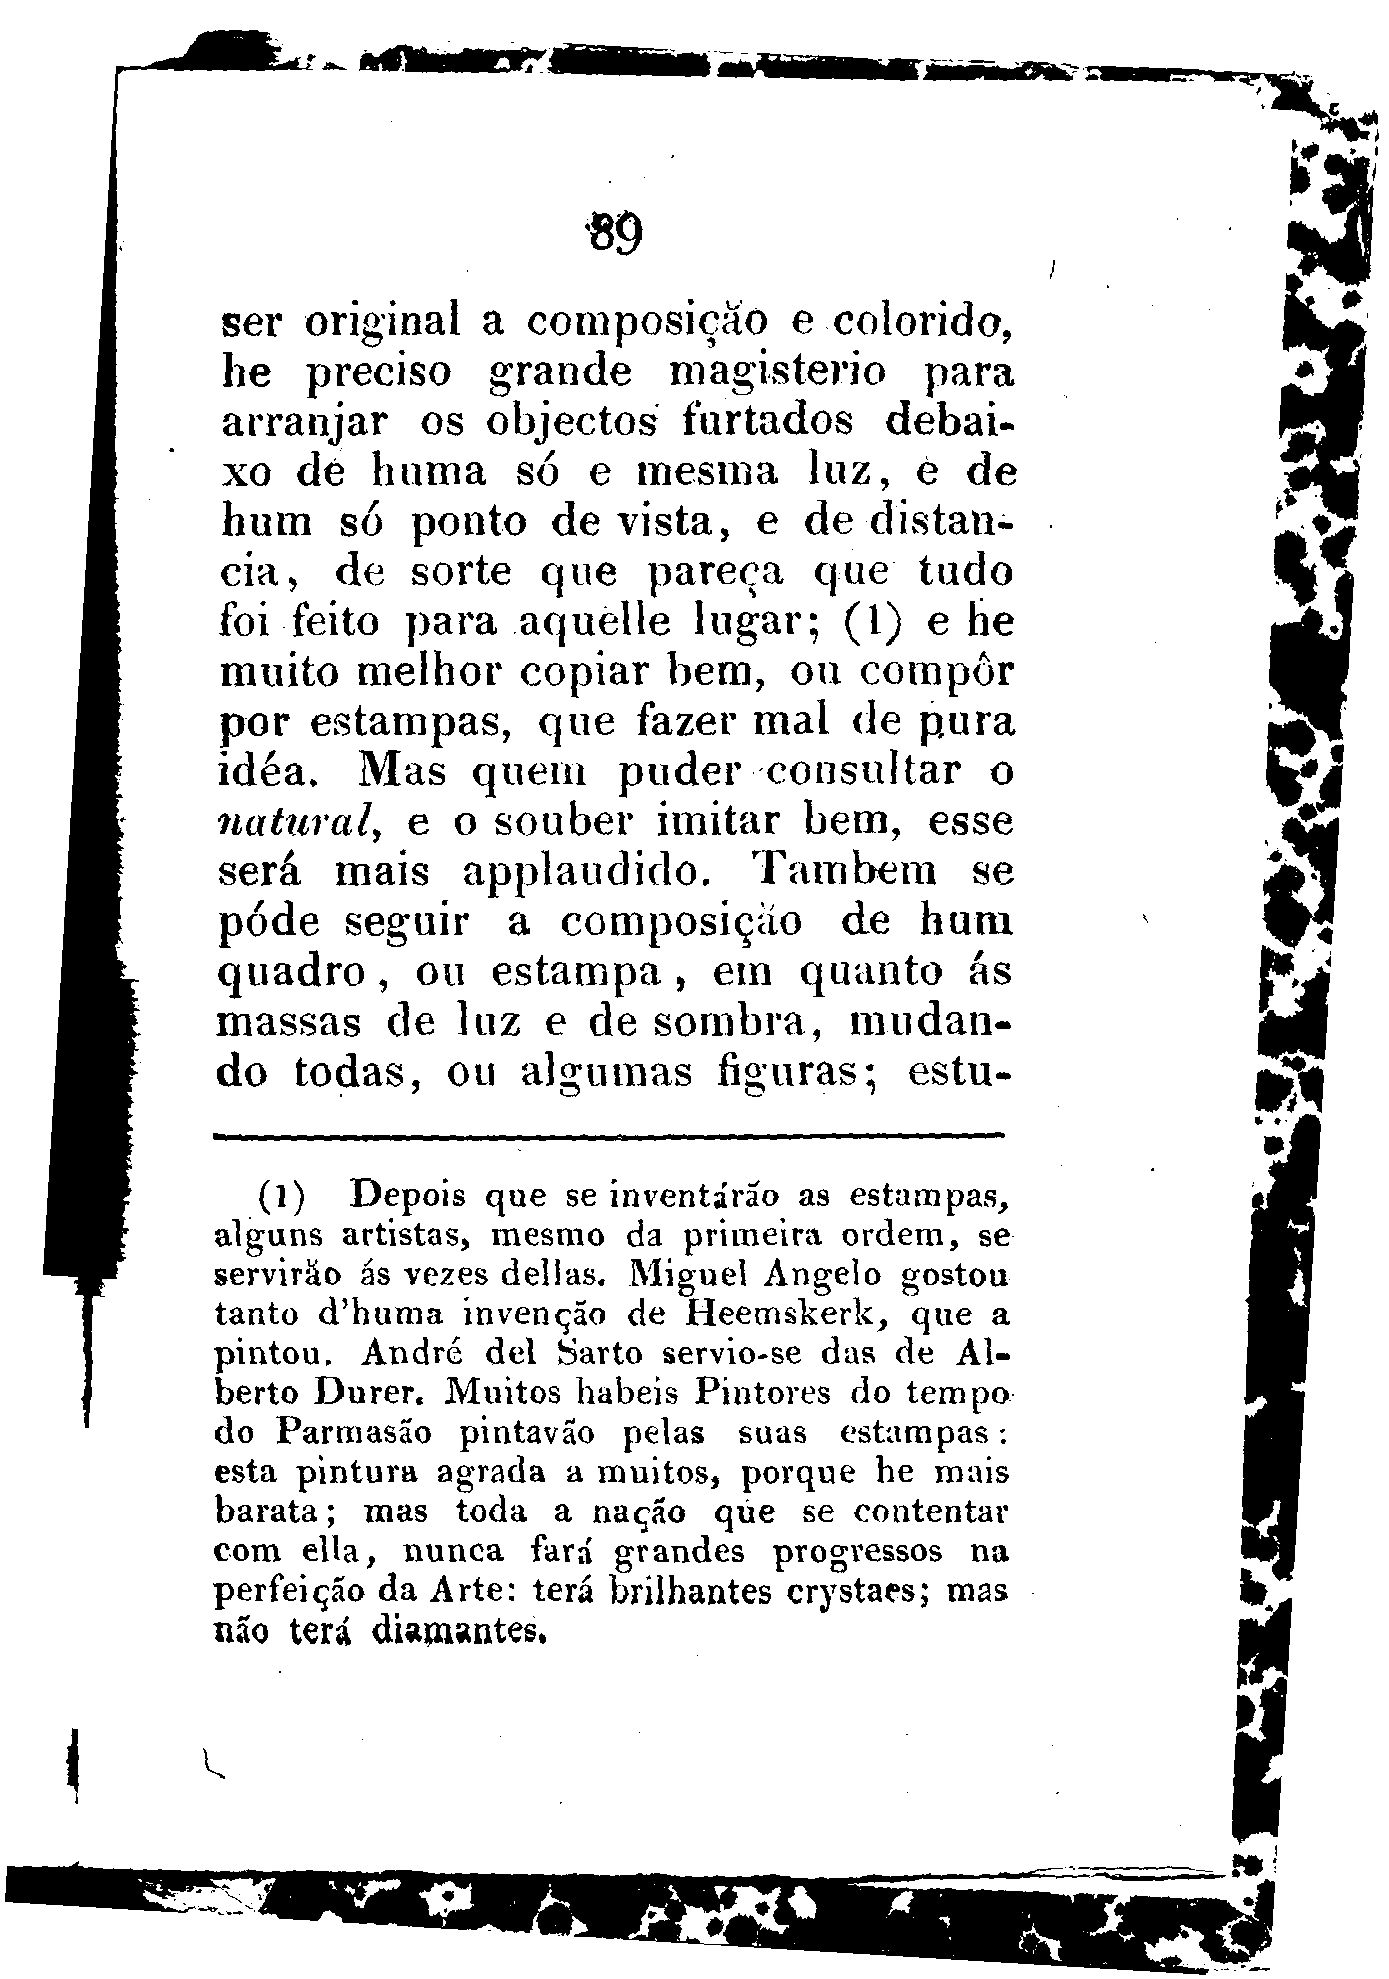 89
ser original a composição e colorido,
he preciso grande magisterio para
arranjar os objectos furtados debai-
xo de huma só e mesma luz, e de
hum só ponto de vista, e de distan-
cia, de sorte que pareça que tudo
foi feito para aquelle lugar; (1) e he
muito melhor copiar bem, ou compôr
por estampas, que fazer mal de pura
idéa. Mas quem puder consultar o
natural, e o souber imitar bem, esse
será mais applaudido. Tambem se
póde seguir a composição de hum
quadro, ou estampa, em quanto ás
massas de luz e de sombra, mudan-
do todas, ou algumas figuras; estu-
(1) Depois que se inventárão as estampas,
alguns artistas, mesmo da primeira ordem, se
servirão ás vezes dellas. Miguel Angelo gostou
tanto d'huma invenção de Heemskerk, que a
pintou. André del Sarto servio-se das de Al-
berto Durer. Muitos habeis Pintores do tempo
do Parmasão pintavão pelas suas estampas:
esta pintura agrada a muitos, porque he mais
barata; mas toda a nação que se contentar
com ella, nunca fará grandes progressos na
perfeição da Arte: terá brilhantes crystaes; mas
não terá diamantes.